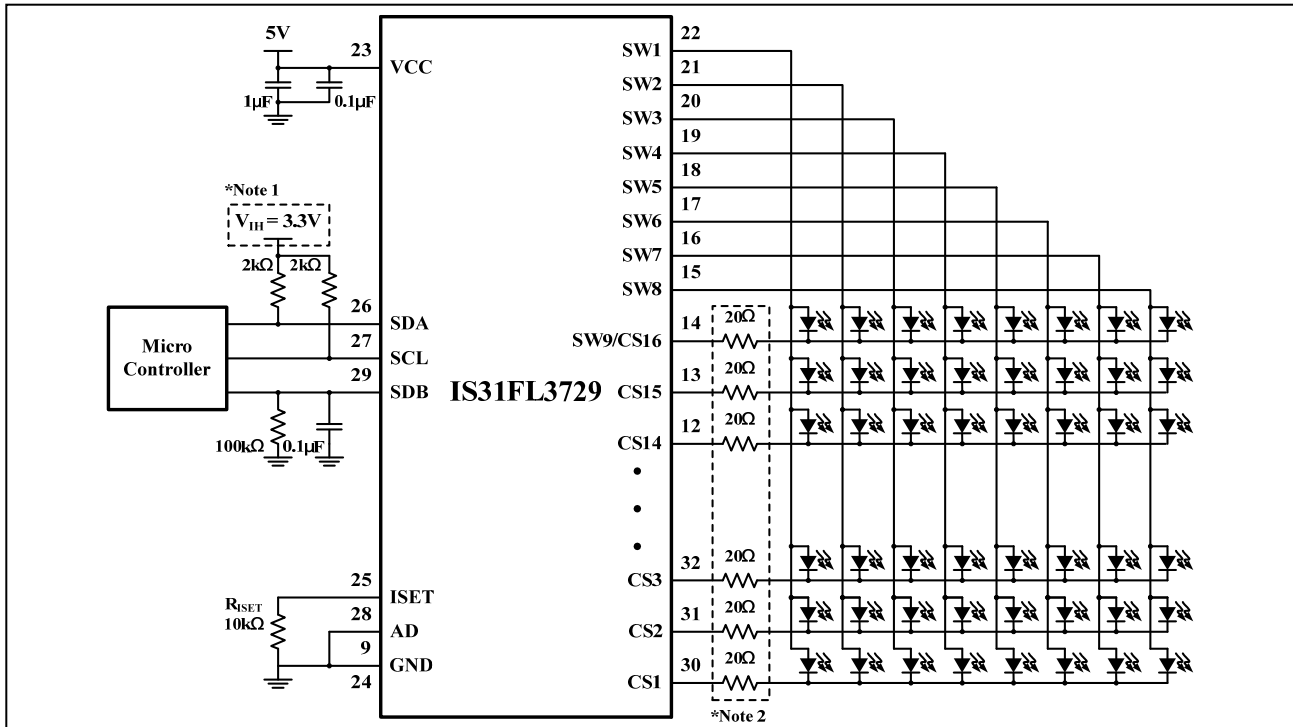 5V
23
VCC
1µF
0.1µF
*Note 1
V_IH = 3.3V
2kΩ
2kΩ
26
SDA
27
SCL
29
SDB
Micro
Controller
100kΩ
0.1µF
25
ISET
R_ISET
10kΩ
28
AD
9
GND
24
IS31FL3729
22
SW1
21
SW2
20
SW3
19
SW4
18
SW5
17
SW6
16
SW7
15
SW8
14
20Ω
SW9/CS16
13
20Ω
CS15
12
20Ω
CS14
32
20Ω
CS3
31
20Ω
CS2
30
20Ω
CS1
*Note 2